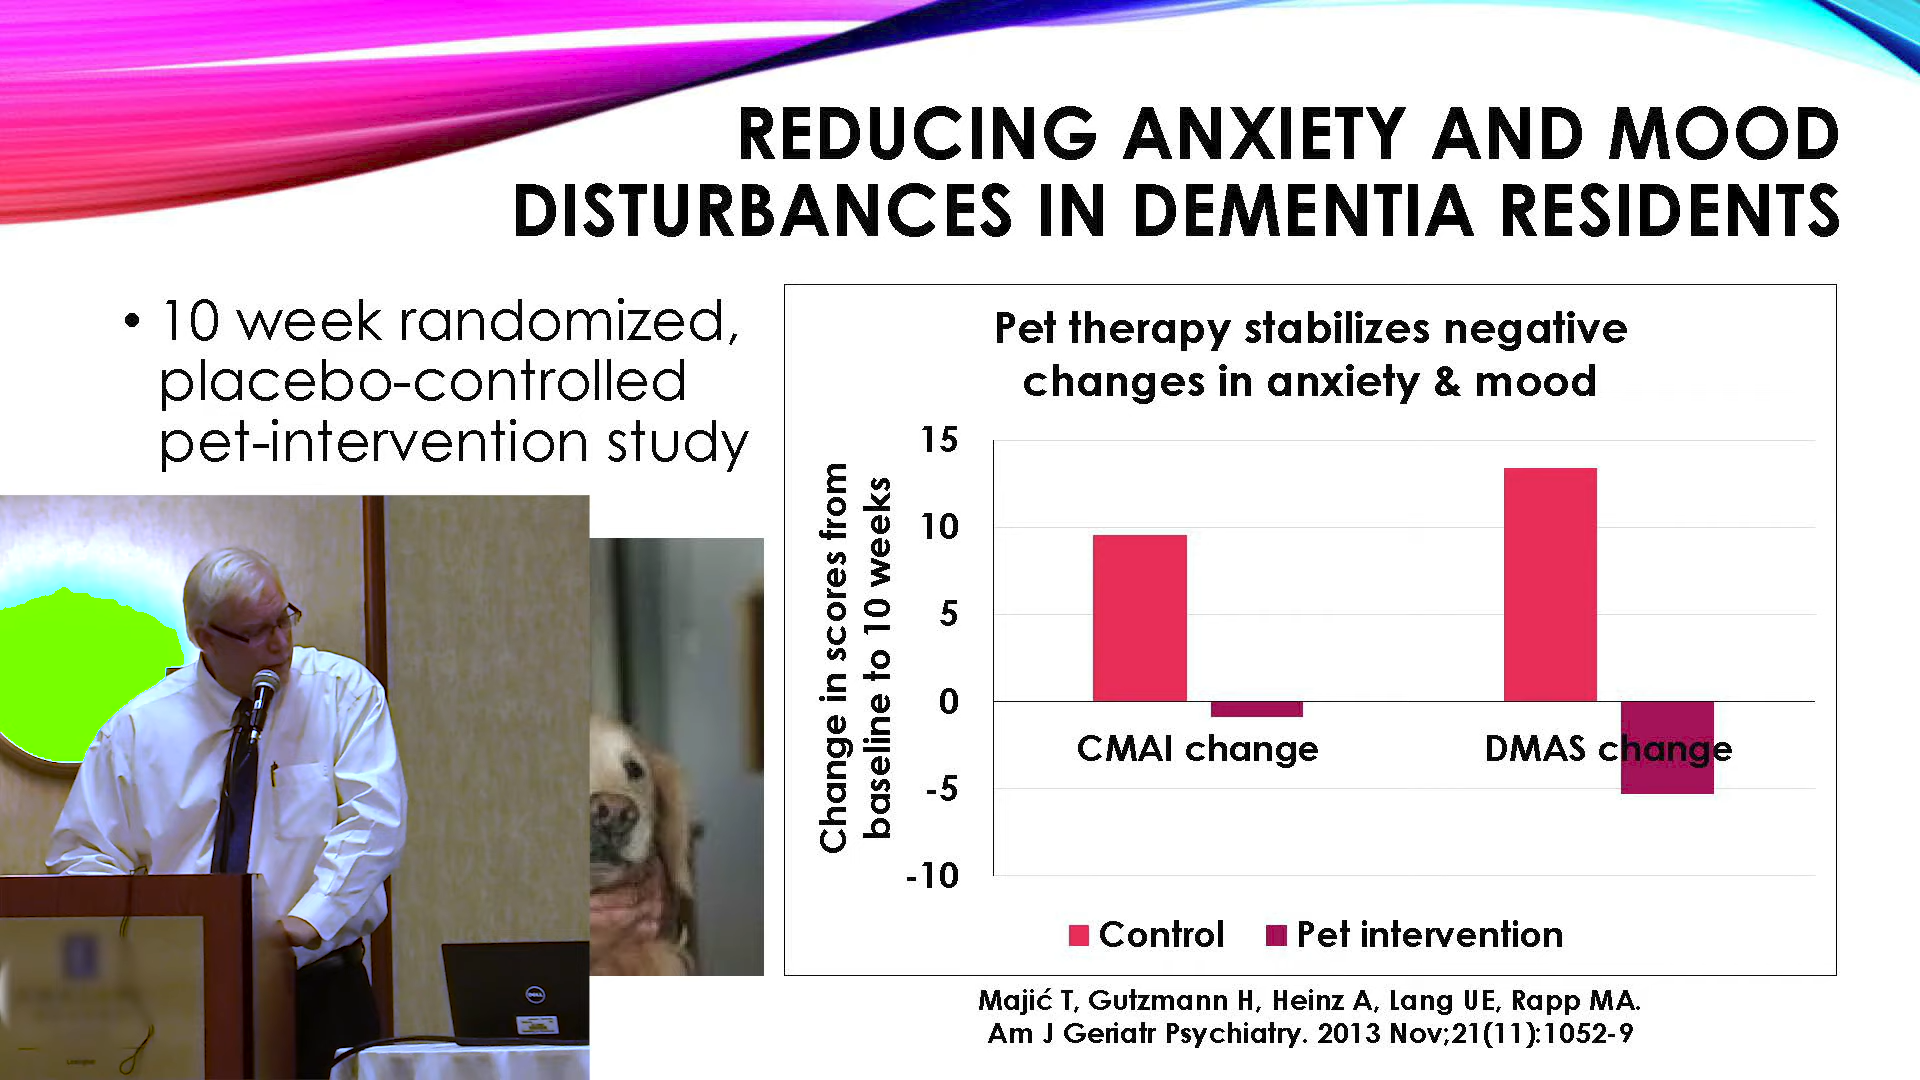 REDUCING ANXIETY AND MOOD
DISTURBANCES IN DEMENTIA RESIDENTS
• 10 week randomized,
placebo-controlled
pet-intervention study
Pet therapy stabilizes negative
changes in anxiety & mood
Change in scores from
baseline to 10 weeks
15
10
5
0
-5
-10
CMAI change
DMAS change
Control
Pet intervention
Majić T, Gutzmann H, Heinz A, Lang UE, Rapp MA.
Am J Geriatr Psychiatry. 2013 Nov;21(11):1052-9
DELL